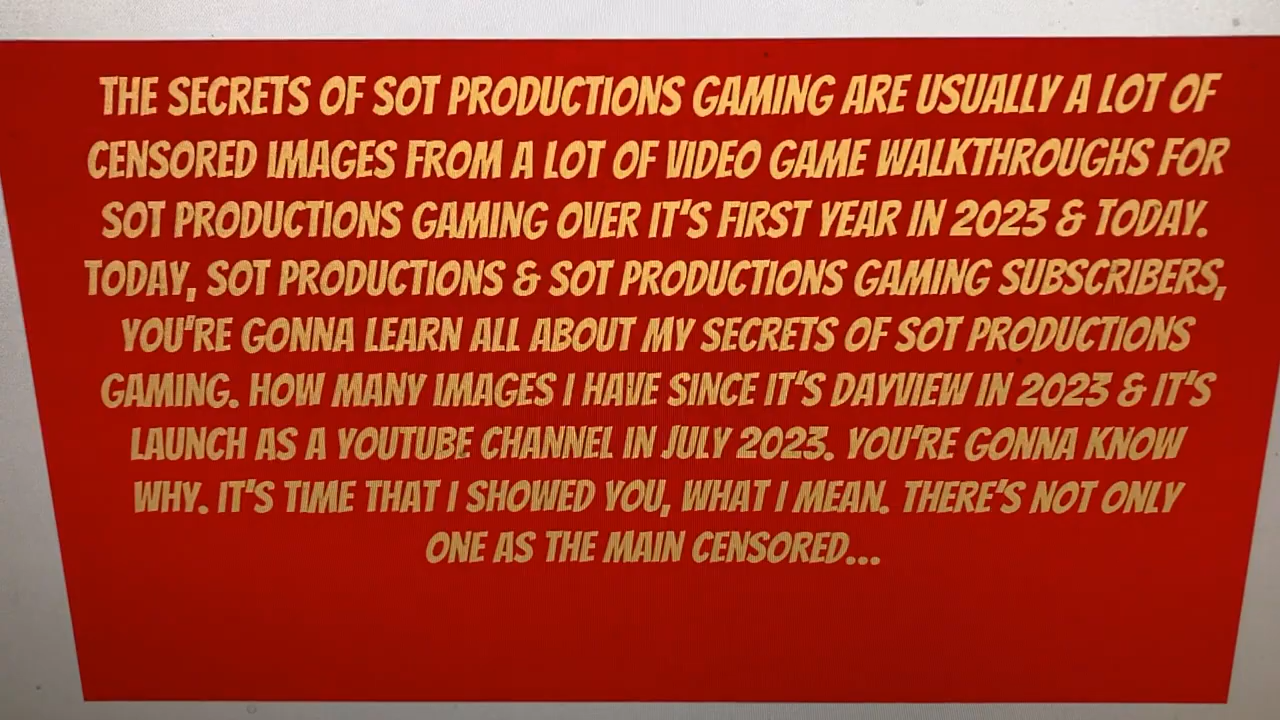 THE SECRETS OF SOT PRODUCTIONS GAMING ARE USUALLY A LOT OF
CENSORED IMAGES FROM A LOT OF VIDEO GAME WALKTHROUGHS FOR
SOT PRODUCTIONS GAMING OVER IT'S FIRST YEAR IN 2023 & TODAY.
TODAY, SOT PRODUCTIONS & SOT PRODUCTIONS GAMING SUBSCRIBERS,
YOU'RE GONNA LEARN ALL ABOUT MY SECRETS OF SOT PRODUCTIONS
GAMING. HOW MANY IMAGES I HAVE SINCE IT'S DAYVIEW IN 2023 & IT'S
LAUNCH AS A YOUTUBE CHANNEL IN JULY 2023. YOU'RE GONNA KNOW
WHY. IT'S TIME THAT I SHOWED YOU, WHAT I MEAN. THERE'S NOT ONLY
ONE AS THE MAIN CENSORED...